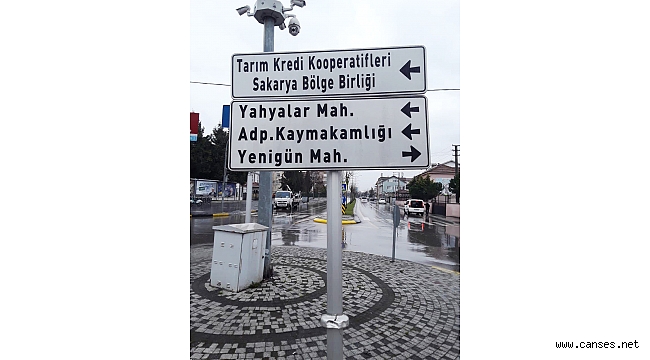 Tarım Kredi Kooperatifleri
Sakarya Bölge Birliği
Yahyalar Mah.
Adp.Kaymakamlığı
Yenigün Mah.
www.canses.net